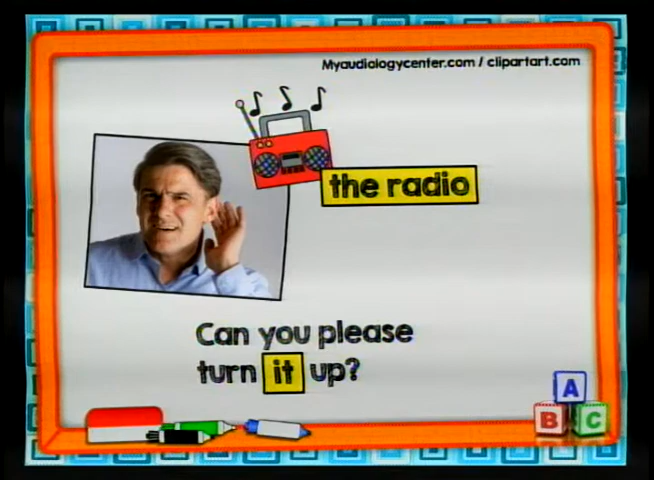 Myaudiologycenter.com / clipartart.com
the radio
Can you please
turn it up?
A
B C